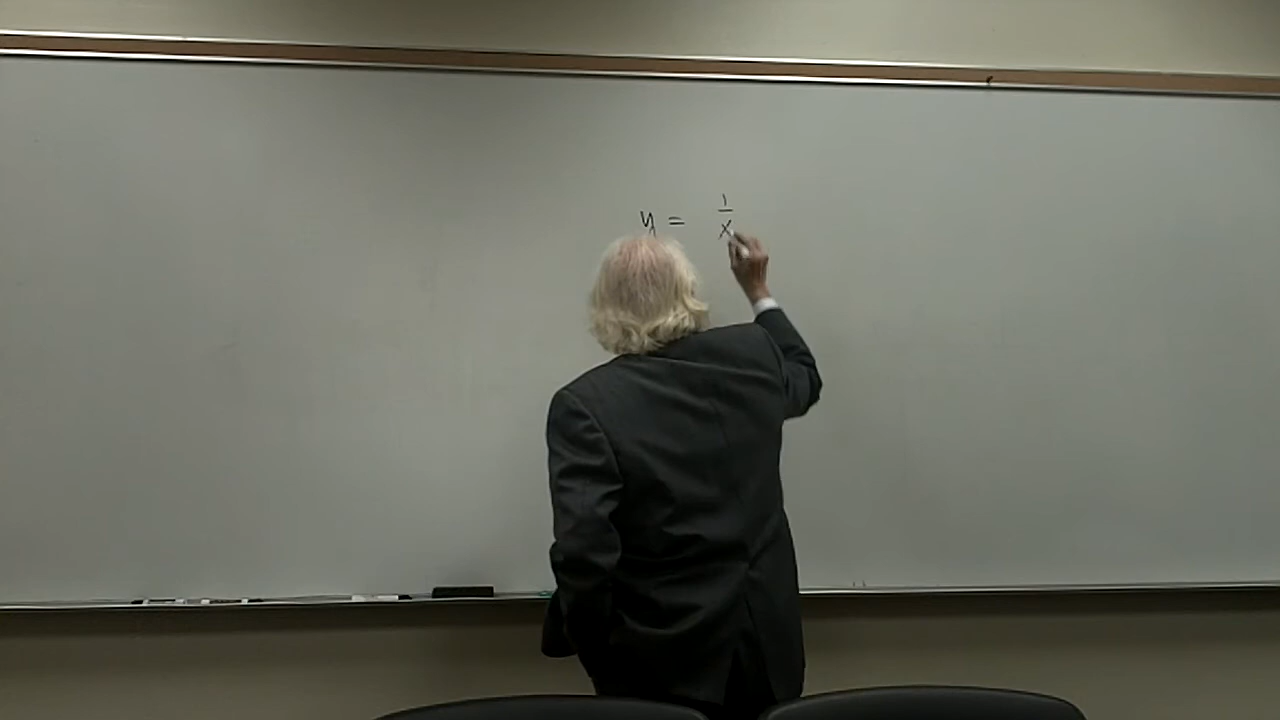 y = 1/x